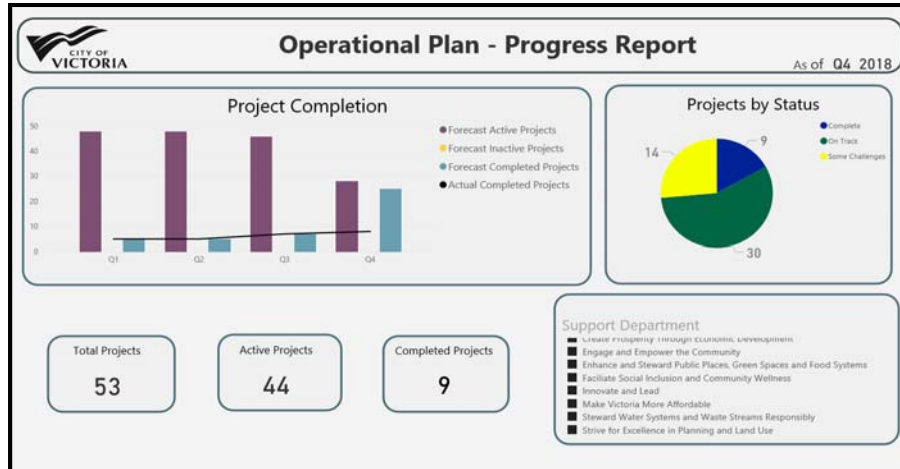 CITY OF
VICTORIA
Operational Plan - Progress Report
As of Q4 2018
Project Completion
50
40
30
20
10
0
Q1
Q2
Q3
Q4
Forecast Active Projects
Forecast Inactive Projects
Forecast Completed Projects
Actual Completed Projects
Projects by Status
14
9
30
Complete
On Track
Some Challenges
Total Projects
53
Active Projects
44
Completed Projects
9
Support Department
Create Prosperity Through Economic Development
Engage and Empower the Community
Enhance and Steward Public Places, Green Spaces and Food Systems
Faciliate Social Inclusion and Community Wellness
Innovate and Lead
Make Victoria More Affordable
Steward Water Systems and Waste Streams Responsibly
Strive for Excellence in Planning and Land Use